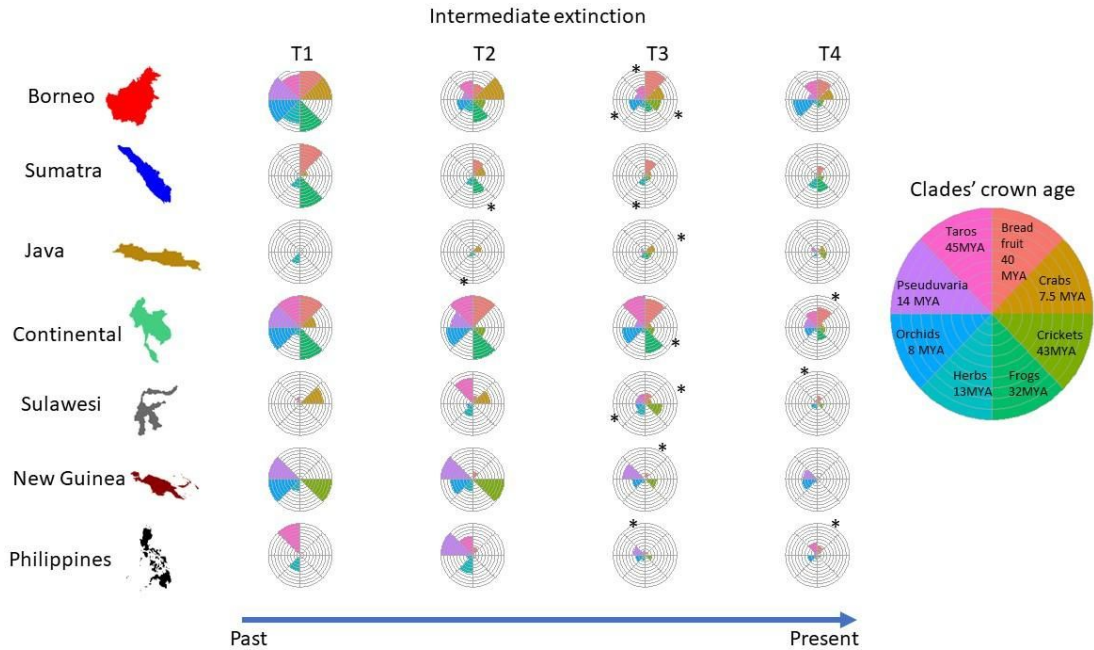 Intermediate extinction
T1 T2 T3 T4
Borneo
*
* *
Sumatra
* *
Java
*
*
Continental
*
*
Sulawesi
*
*
*
New Guinea
*
Philippines
* *
Past Present
Clades' crown age
Taros
45MYA
Bread
fruit
40
MYA
Crabs
7.5 MYA
Crickets
43MYA
Frogs
32MYA
Herbs
13MYA
Orchids
8 MYA
Pseuduvaria
14 MYA